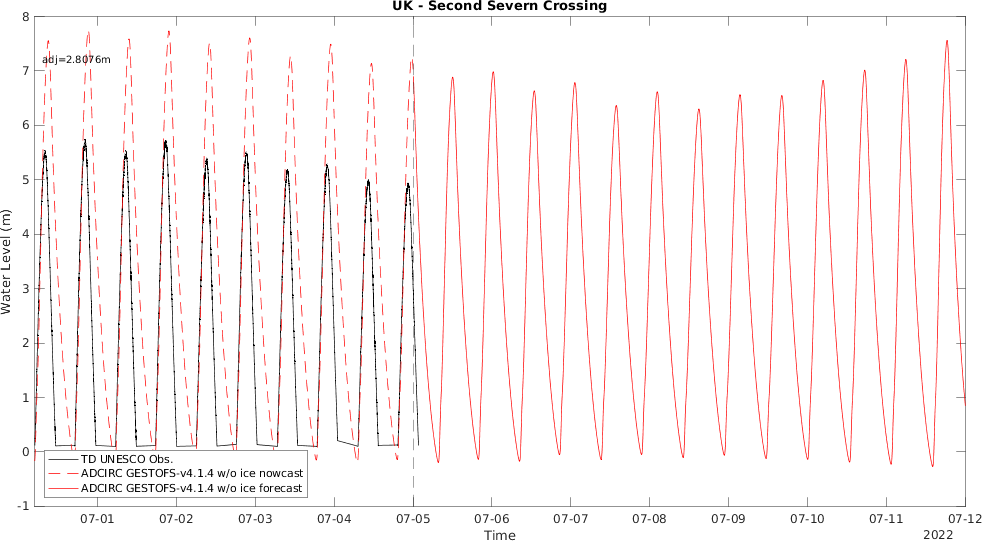 UK - Second Severn Crossing
8
7
adj=2.8076m
6
5
4
3
2
1
0
-1
Water Level (m)
TD UNESCO Obs.
ADCIRC GESTOFS-v4.1.4 w/o ice nowcast
ADCIRC GESTOFS-v4.1.4 w/o ice forecast
07-01 07-02 07-03 07-04 07-05 07-06 07-07 07-08 07-09 07-10 07-11 07-12
Time
2022